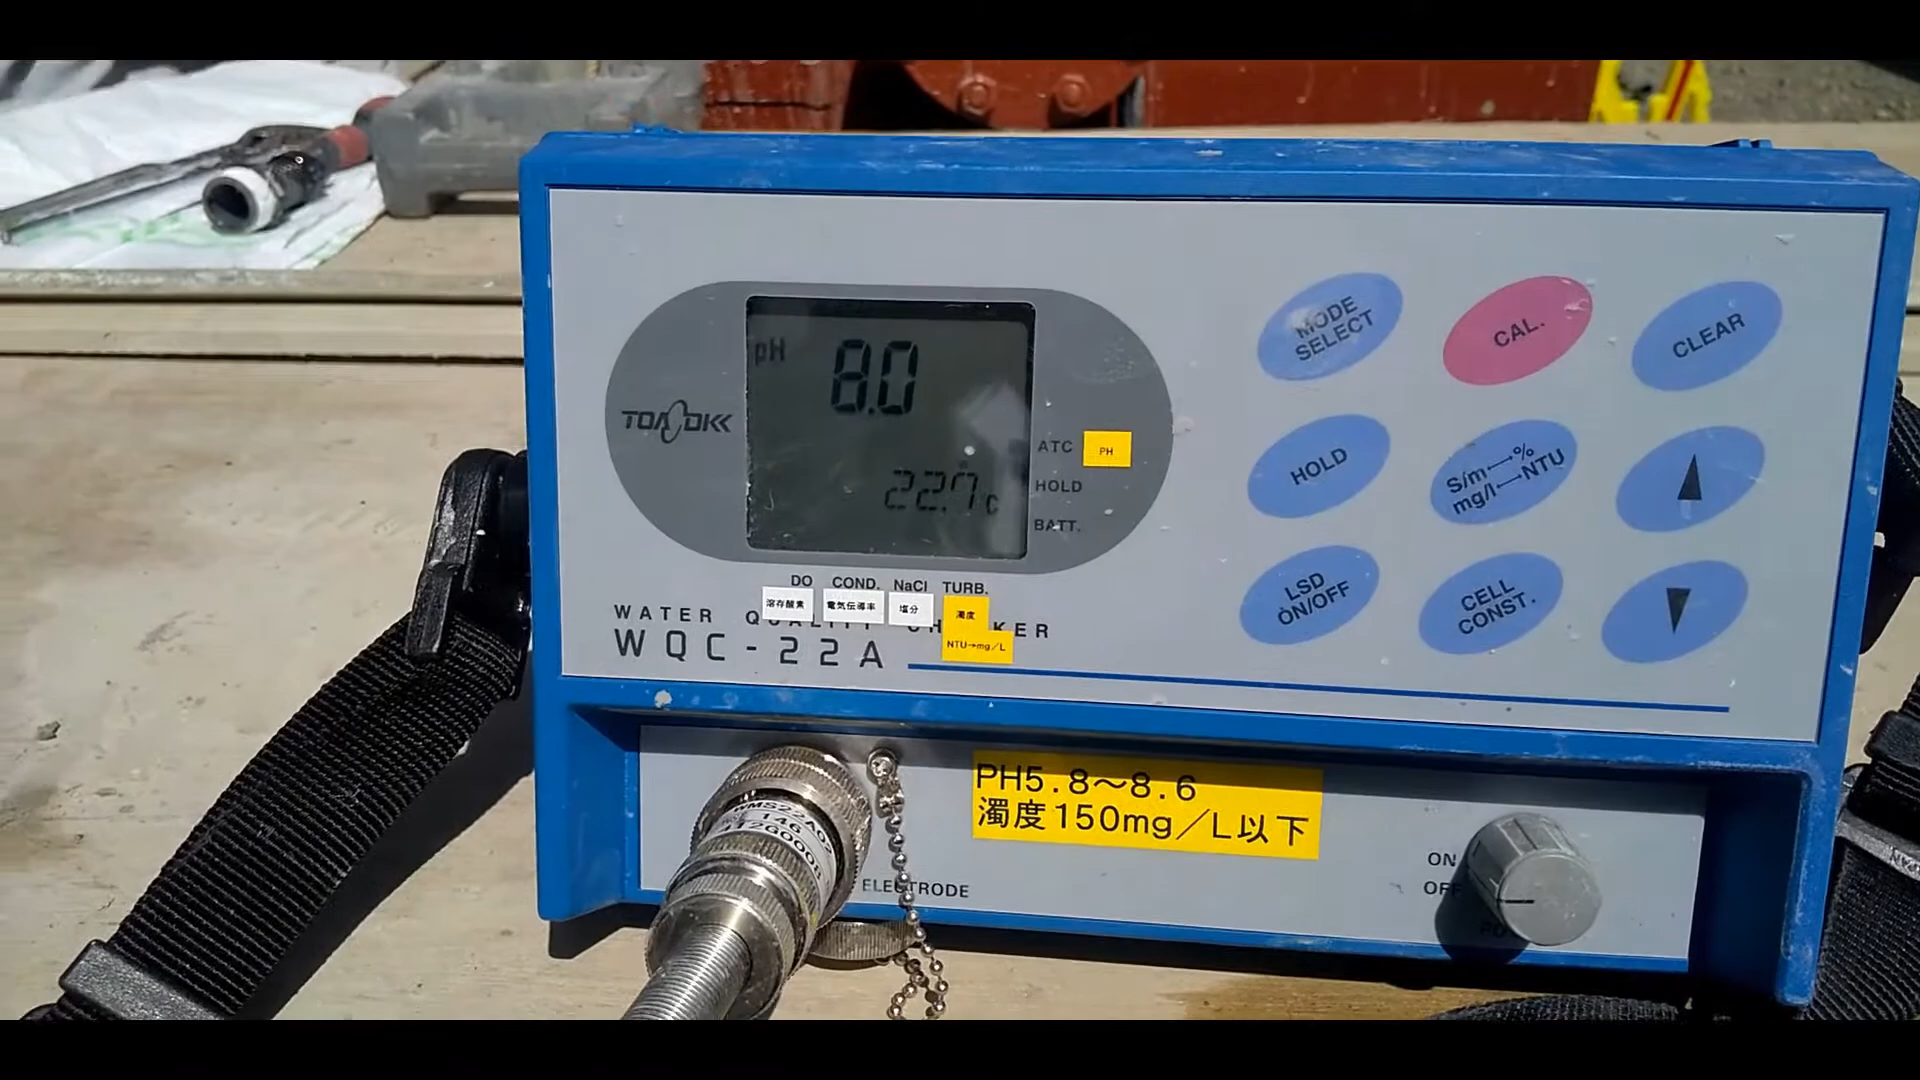 pH 8.0
22.7 c
TOA DKK
ATC
PH
HOLD
BATT.
MODE
SELECT
CAL.
CLEAR
HOLD
S/m ↔ %
mg/l ↔ NTU
LSD
ON/OFF
CELL
CONST.
DO COND. NaCl TURB.
溶存酸素 電気伝導率 塩分 濁度
NTU→mg/L
WATER
WQC-22A
PH5.8～8.6
濁度150mg/L以下
ELECTRODE
ON
OFF